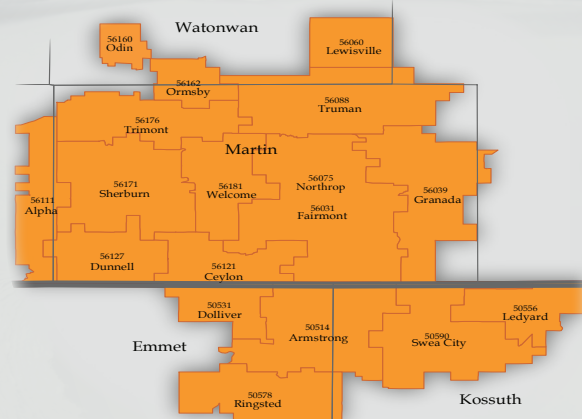 Watonwan
56160
Odin
56060
Lewisville
56162
Ormsby
56088
Truman
56176
Trimont
Martin
56171
Sherburn
56181
Welcome
56075
Northrop
56031
Fairmont
56039
Granada
56111
Alpha
56127
Dunnell
56121
Ceylon
50531
Dolliver
50514
Armstrong
50556
Ledyard
50590
Swea City
Emmet
50578
Ringsted
Kossuth